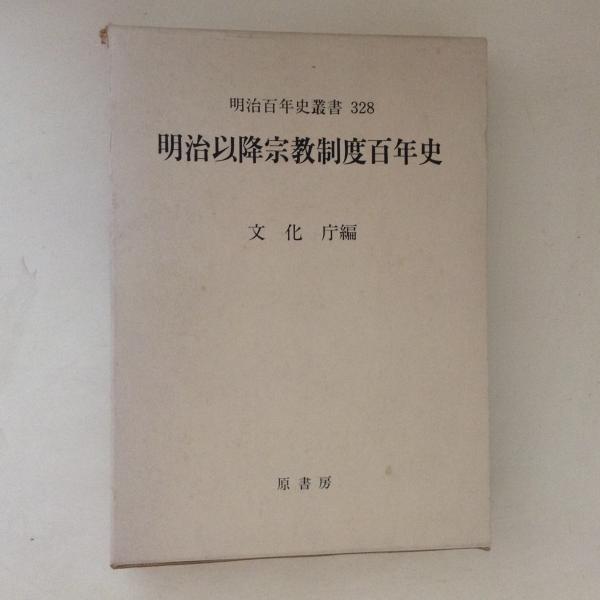 明治百年史叢書 328
明治以降宗教制度百年史
文化庁編
原書房